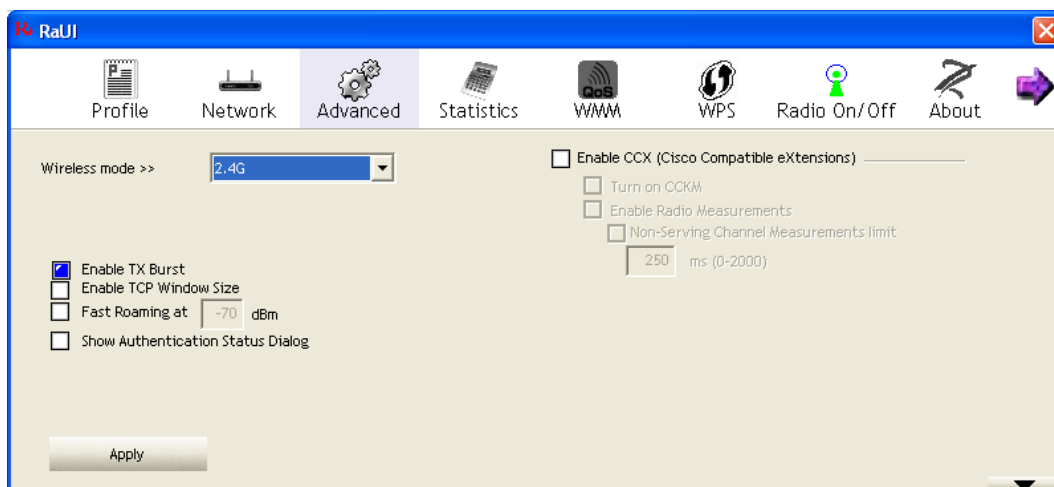 RaUI
Profile Network Advanced Statistics WMM WPS Radio On/Off About
P
QoS
Wireless mode >> 2.4G
Enable CCX (Cisco Compatible eXtensions)
Turn on CCKM
Enable Radio Measurements
Non-Serving Channel Measurements limit
250 ms (0-2000)
Enable TX Burst
Enable TCP Window Size
Fast Roaming at -70 dBm
Show Authentication Status Dialog
Apply